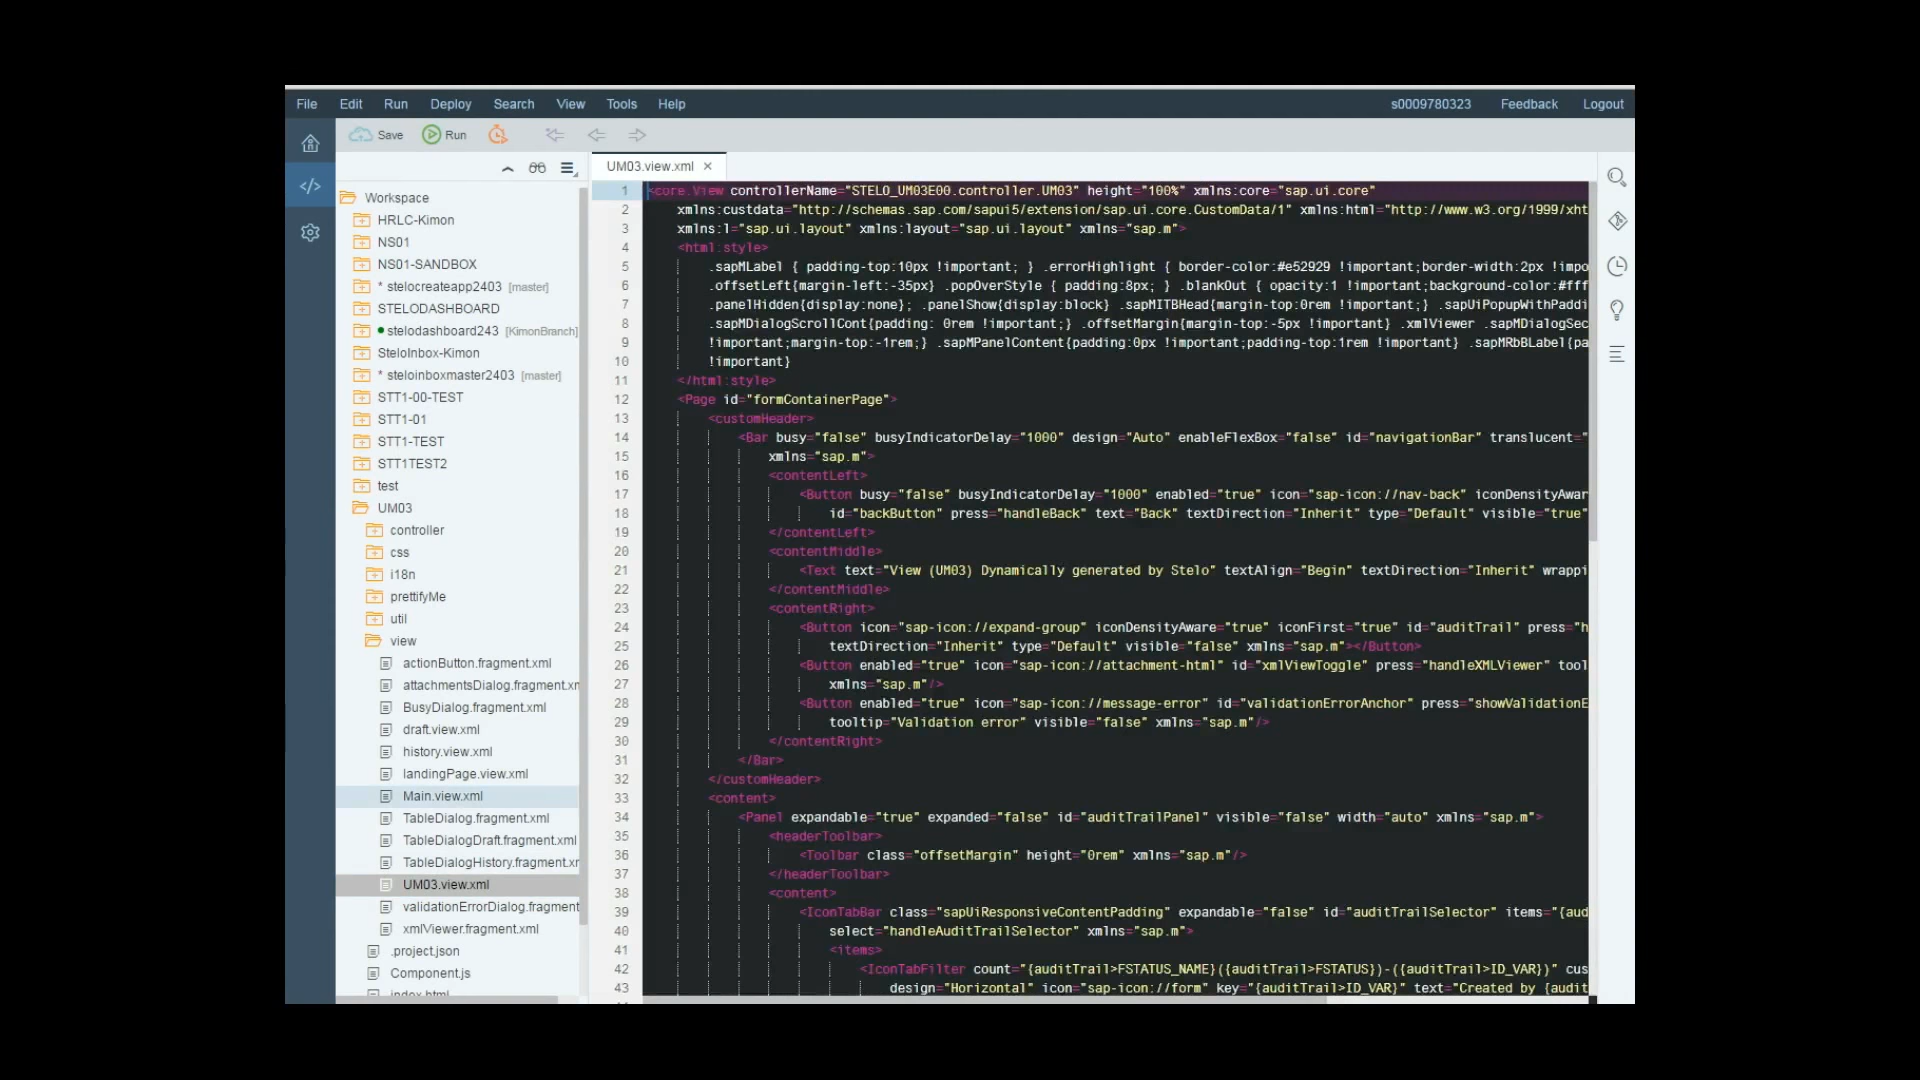 File Edit Run Deploy Search View Tools Help s0009780323 Feedback Logout
Save Run
UM03.view.xml ×
Workspace
HRLC-Kimon
NS01
NS01-SANDBOX
* stelocreateapp2403 [master]
STELODASHBOARD
stelodashboard243 [KimonBranch]
SteloInbox-Kimon
* steloinboxmaster2403 [master]
STT1-00-TEST
STT1-01
STT1-TEST
STT1TEST2
test
UM03
controller
css
i18n
prettifyMe
util
view
actionButton.fragment.xml
attachmentsDialog.fragment.xm
BusyDialog.fragment.xml
draft.view.xml
history.view.xml
landingPage.view.xml
Main.view.xml
TableDialog.fragment.xml
TableDialogDraft.fragment.xml
TableDialogHistory.fragment.xm
UM03.view.xml
validationErrorDialog.fragment
xmlViewer.fragment.xml
.project.json
Component.js
index.html
1 <core:View controllerName="STELO_UM03E00.controller.UM03" height="100%" xmlns:core="sap.ui.core"
2 xmlns:custdata="http://schemas.sap.com/sapui5/extension/sap.ui.core.CustomData/1" xmlns:html="http://www.w3.org/1999/xht
3 xmlns:l="sap.ui.layout" xmlns:layout="sap.ui.layout" xmlns="sap.m">
4 <html:style>
5 .sapMLabel { padding-top:10px !important; } .errorHighlight { border-color:#e52929 !important;border-width:2px !impo
6 .offsetLeft{margin-left:-35px} .popOverStyle { padding:8px; } .blankOut { opacity:1 !important;background-color:#fff
7 .panelHidden{display:none}; .panelShow{display:block} .sapMITBHead{margin-top:0rem !important;} .sapUiPopupWithPaddi
8 .sapMDialogScrollCont{padding: 0rem !important;} .offsetMargin{margin-top:-5px !important} .xmlViewer .sapMDialogSec
9 !important;margin-top:-1rem;} .sapMPanelContent{padding:0px !important;padding-top:1rem !important} .sapMRbBLabel{pa
10 !important}
11 </html:style>
12 <Page id="formContainerPage">
13 <customHeader>
14 <Bar busy="false" busyIndicatorDelay="1000" design="Auto" enableFlexBox="false" id="navigationBar" translucent="
15 xmlns="sap.m">
16 <contentLeft>
17 <Button busy="false" busyIndicatorDelay="1000" enabled="true" icon="sap-icon://nav-back" iconDensityAwar
18 id="backButton" press="handleBack" text="Back" textDirection="Inherit" type="Default" visible="true"
19 </contentLeft>
20 <contentMiddle>
21 <Text text="View (UM03) Dynamically generated by Stelo" textAlign="Begin" textDirection="Inherit" wrappi
22 </contentMiddle>
23 <contentRight>
24 <Button icon="sap-icon://expand-group" iconDensityAware="true" iconFirst="true" id="auditTrail" press="h
25 textDirection="Inherit" type="Default" visible="false" xmlns="sap.m"></Button>
26 <Button enabled="true" icon="sap-icon://attachment-html" id="xmlViewToggle" press="handleXMLViewer" tool
27 xmlns="sap.m"/>
28 <Button enabled="true" icon="sap-icon://message-error" id="validationErrorAnchor" press="showValidationE
29 tooltip="Validation error" visible="false" xmlns="sap.m"/>
30 </contentRight>
31 </Bar>
32 </customHeader>
33 <content>
34 <Panel expandable="true" expanded="false" id="auditTrailPanel" visible="false" width="auto" xmlns="sap.m">
35 <headerToolbar>
36 <Toolbar class="offsetMargin" height="0rem" xmlns="sap.m"/>
37 </headerToolbar>
38 <content>
39 <IconTabBar class="sapUiResponsiveContentPadding" expandable="false" id="auditTrailSelector" items="{aud
40 select="handleAuditTrailSelector" xmlns="sap.m">
41 <items>
42 <IconTabFilter count="{auditTrail>FSTATUS_NAME}({auditTrail>FSTATUS})-({auditTrail>ID_VAR})" cus
43 design="Horizontal" icon="sap-icon://form" key="{auditTrail>ID_VAR}" text="Created by {audit